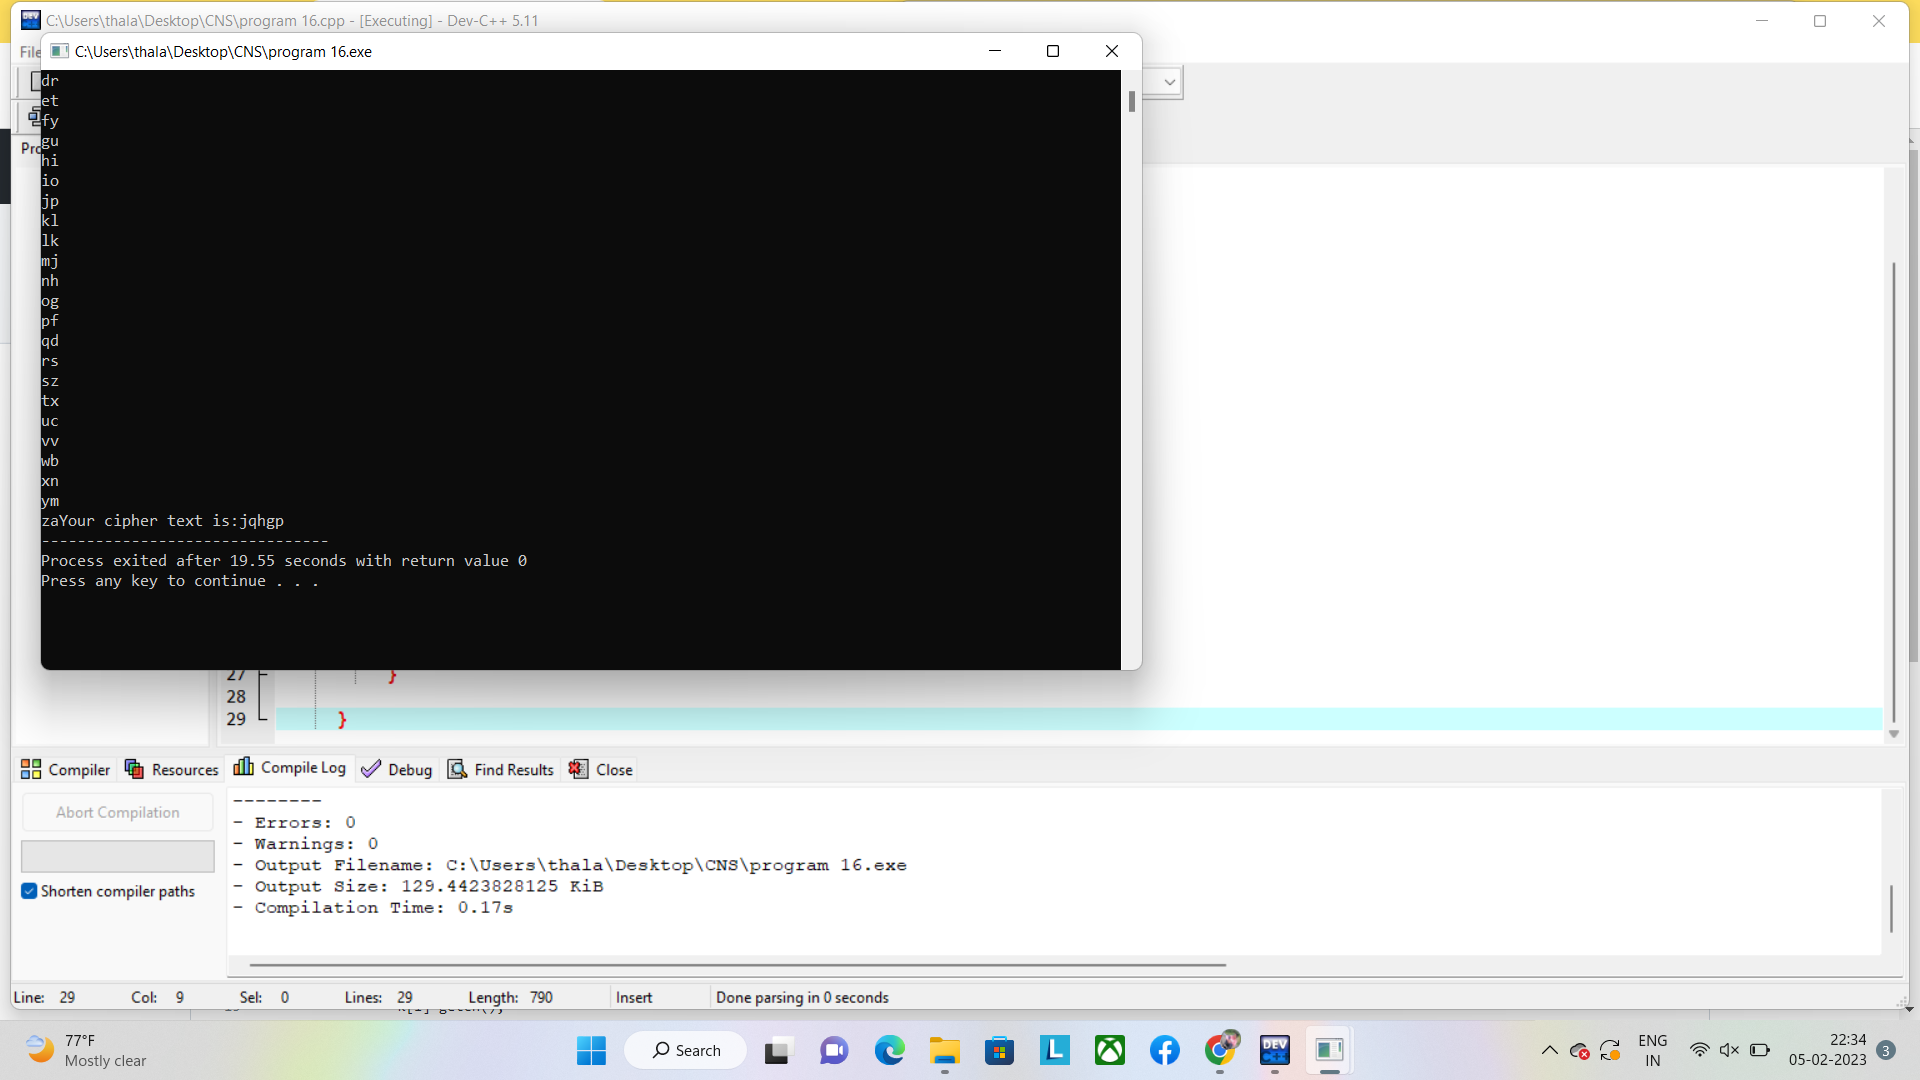 C:\Users\thala\Desktop\CNS\program 16.cpp - [Executing] - Dev-C++ 5.11
File
C:\Users\thala\Desktop\CNS\program 16.exe
Pro
dr
et
fy
gu
hi
io
jp
kl
lk
mj
nh
og
pf
qd
rs
sz
tx
uc
vv
wb
xn
ym
zaYour cipher text is:jqhgp
--------------------------------
Process exited after 19.55 seconds with return value 0
Press any key to continue . . .
27 }
28
29 }
Compiler Resources Compile Log Debug Find Results Close
Abort Compilation
Shorten compiler paths
--------
- Errors: 0
- Warnings: 0
- Output Filename: C:\Users\thala\Desktop\CNS\program 16.exe
- Output Size: 129.4423828125 KiB
- Compilation Time: 0.17s
Line: 29 Col: 9 Sel: 0 Lines: 29 Length: 790 Insert Done parsing in 0 seconds
77°F
Mostly clear
Search
DEV
C++
ENG
IN
22:34
05-02-2023
3